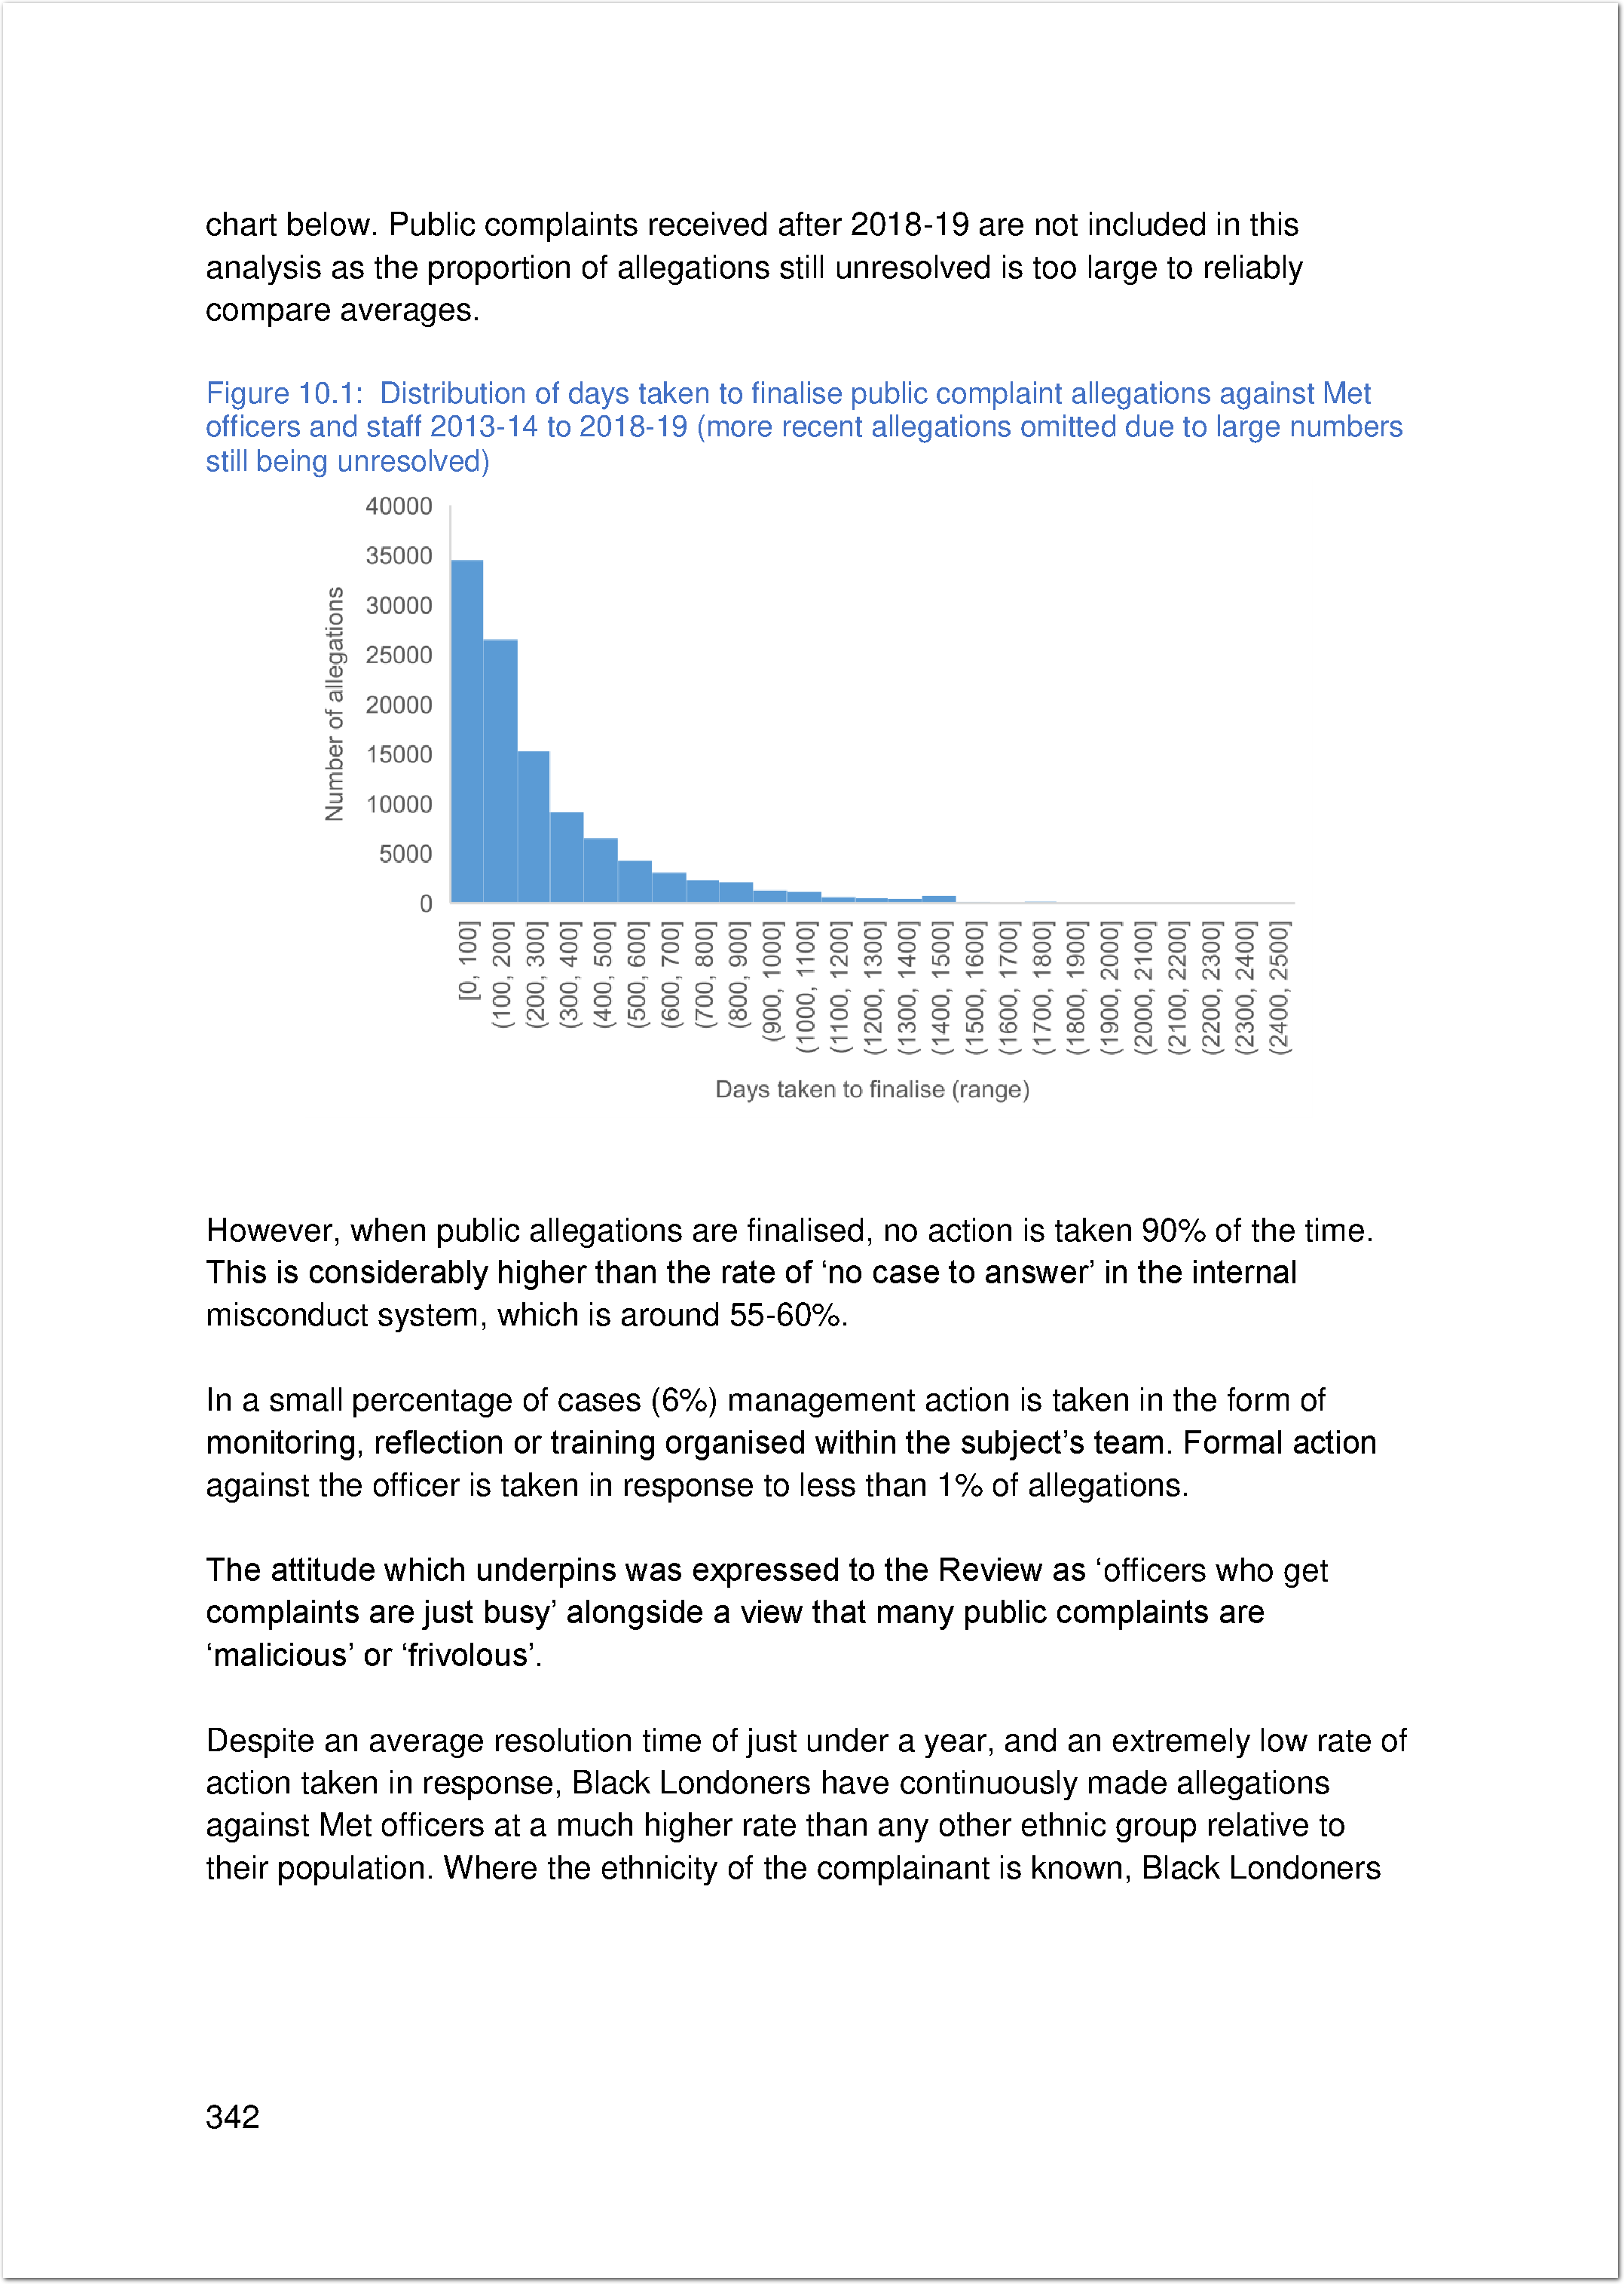 chart below. Public complaints received after 2018-19 are not included in this
analysis as the proportion of allegations still unresolved is too large to reliably
compare averages.
Figure 10.1:  Distribution of days taken to finalise public complaint allegations against Met
officers and staff 2013-14 to 2018-19 (more recent allegations omitted due to large numbers
still being unresolved)
Number of allegations
40000
35000
30000
25000
20000
15000
10000
5000
0
[0, 100]
(100, 200]
(200, 300]
(300, 400]
(400, 500]
(500, 600]
(600, 700]
(700, 800]
(800, 900]
(900, 1000]
(1000, 1100]
(1100, 1200]
(1200, 1300]
(1300, 1400]
(1400, 1500]
(1500, 1600]
(1600, 1700]
(1700, 1800]
(1800, 1900]
(1900, 2000]
(2000, 2100]
(2100, 2200]
(2200, 2300]
(2300, 2400]
(2400, 2500]
Days taken to finalise (range)
However, when public allegations are finalised, no action is taken 90% of the time.
This is considerably higher than the rate of ‘no case to answer’ in the internal
misconduct system, which is around 55-60%.
In a small percentage of cases (6%) management action is taken in the form of
monitoring, reflection or training organised within the subject’s team. Formal action
against the officer is taken in response to less than 1% of allegations.
The attitude which underpins was expressed to the Review as ‘officers who get
complaints are just busy’ alongside a view that many public complaints are
‘malicious’ or ‘frivolous’.
Despite an average resolution time of just under a year, and an extremely low rate of
action taken in response, Black Londoners have continuously made allegations
against Met officers at a much higher rate than any other ethnic group relative to
their population. Where the ethnicity of the complainant is known, Black Londoners
342